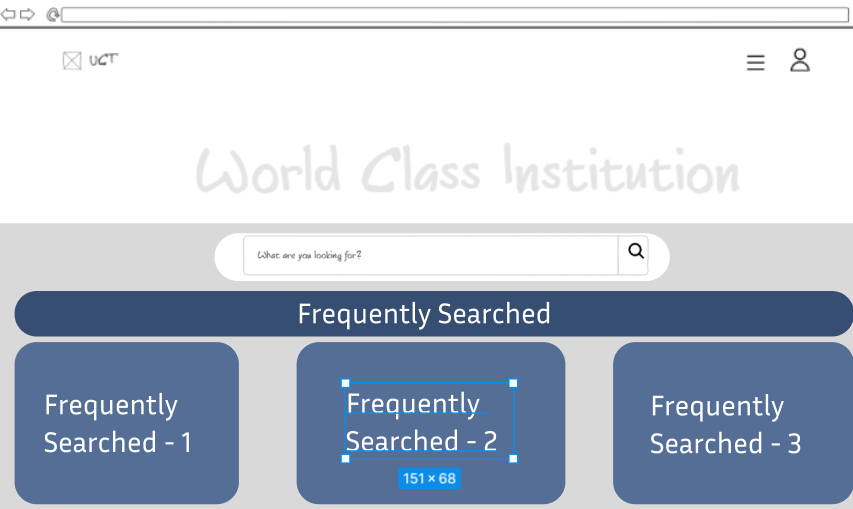 UCT
World Class Institution
What are you looking for?
Frequently Searched
Frequently
Searched - 1
Frequently
Searched - 2
151 × 68
Frequently
Searched - 3